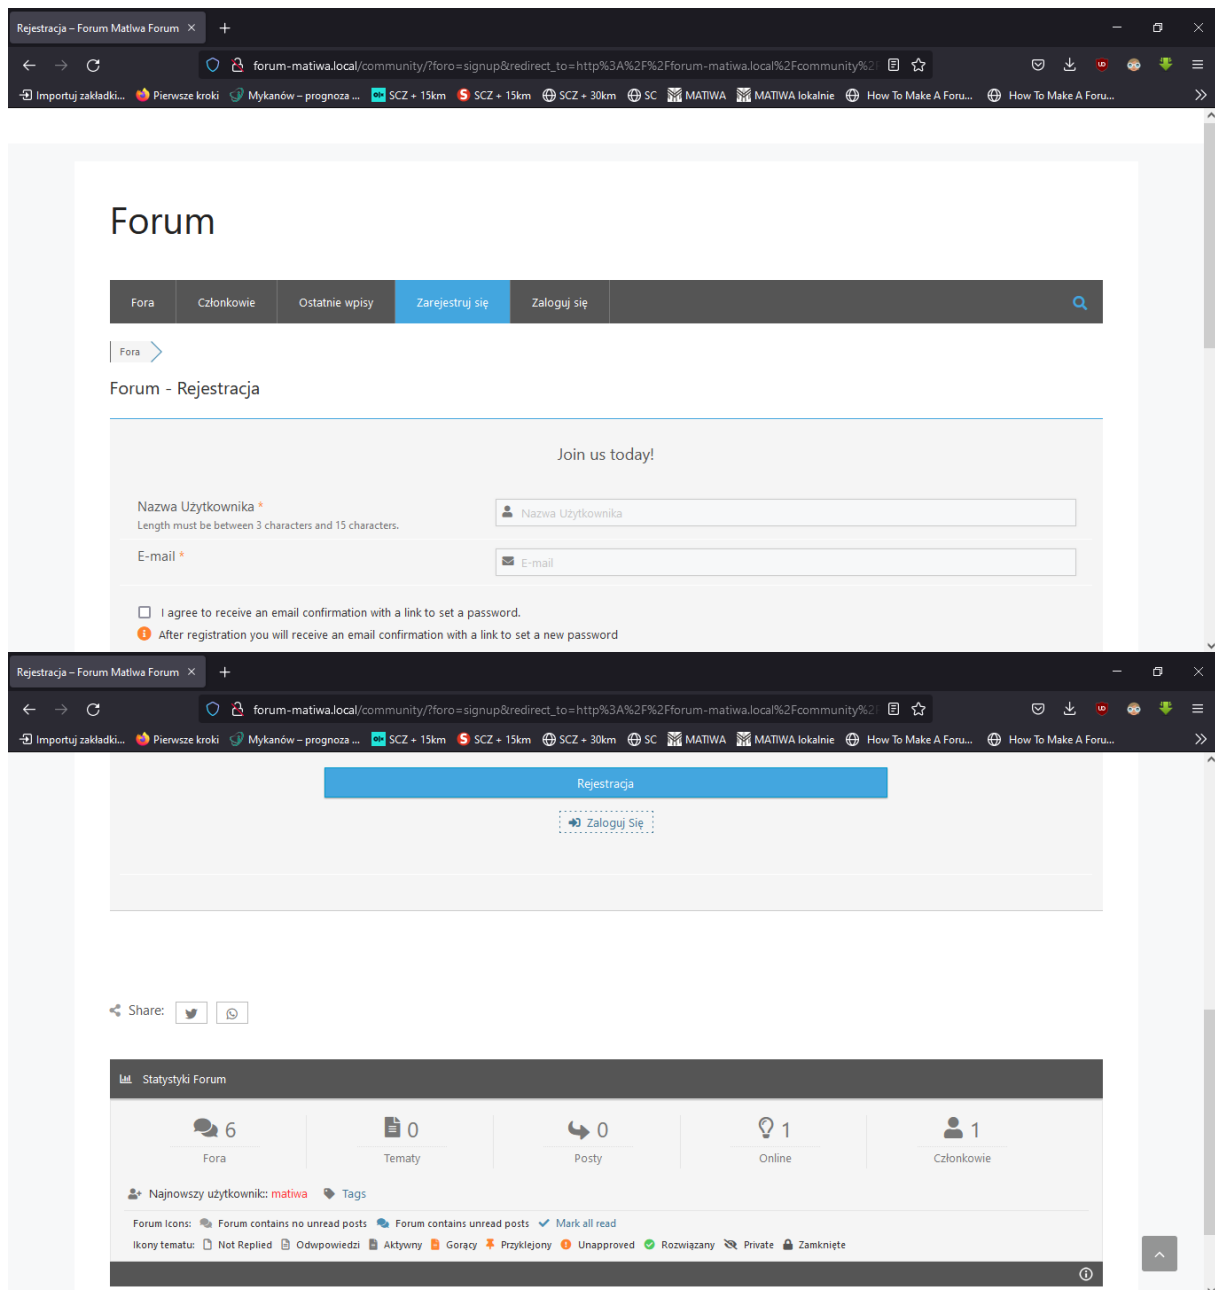 Rejestracja – Forum MatIwa Forum
forum-matiwa.local/community/?foro=signup&redirect_to=http%3A%2F%2Fforum-matiwa.local%2Fcommunity%2F
Importuj zakładki... Pierwsze kroki Mykanów – prognoza ... SCZ + 15km SCZ + 15km SCZ + 30km SC MATIWA MATIWA lokalnie How To Make A Foru... How To Make A Foru...
Forum
Fora Członkowie Ostatnie wpisy Zarejestruj się Zaloguj się
Fora
Forum - Rejestracja
Join us today!
Nazwa Użytkownika * Nazwa Użytkownika
Length must be between 3 characters and 15 characters.
E-mail * E-mail
I agree to receive an email confirmation with a link to set a password.
After registration you will receive an email confirmation with a link to set a new password
Rejestracja – Forum MatIwa Forum
forum-matiwa.local/community/?foro=signup&redirect_to=http%3A%2F%2Fforum-matiwa.local%2Fcommunity%2F
Importuj zakładki... Pierwsze kroki Mykanów – prognoza ... SCZ + 15km SCZ + 15km SCZ + 30km SC MATIWA MATIWA lokalnie How To Make A Foru... How To Make A Foru...
Rejestracja
Zaloguj Się
Share:
Statystyki Forum
6 0 0 1 1
Fora Tematy Posty Online Członkowie
Najnowszy użytkownik:: matiwa Tags
Forum Icons: Forum contains no unread posts Forum contains unread posts Mark all read
Ikony tematu: Not Replied Odwpowiedzi Aktywny Gorący Przyklejony Unapproved Rozwiązany Private Zamknięte